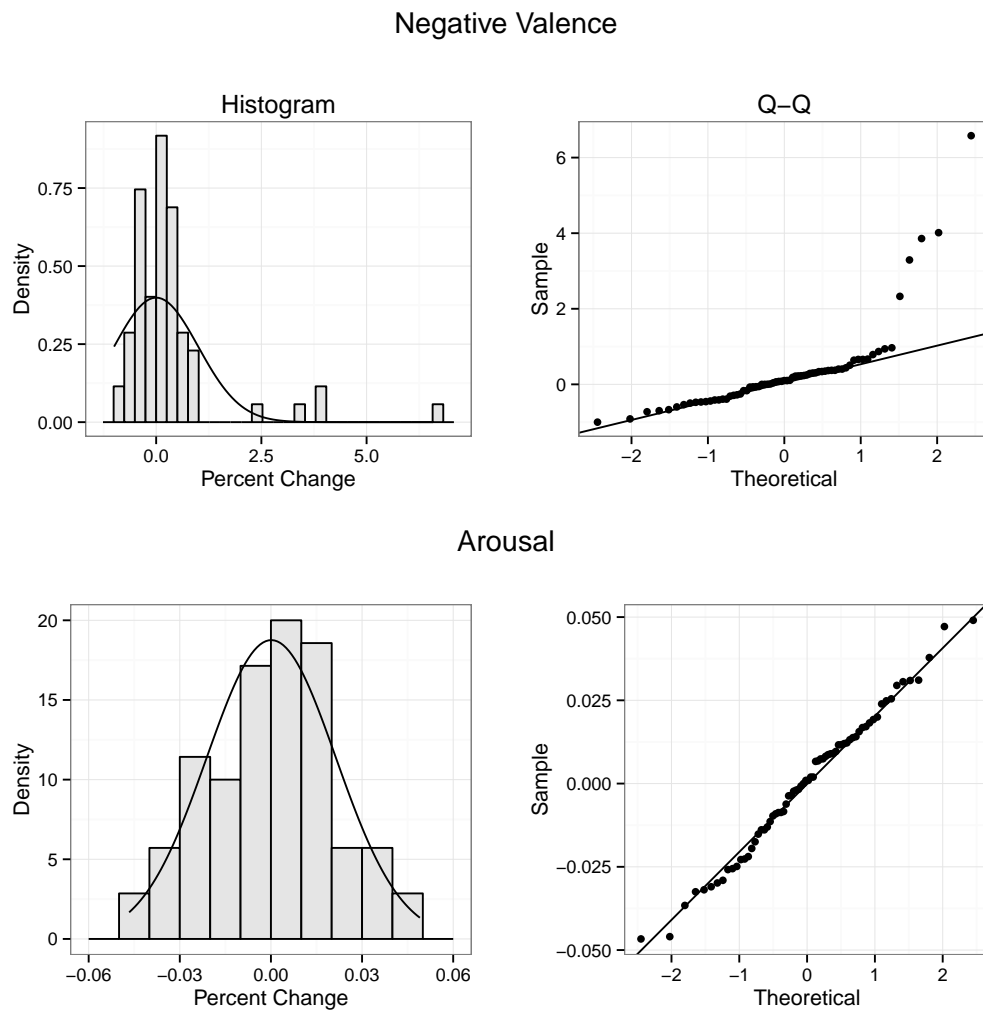 Negative Valence
Histogram
Q−Q
0.75
0.50
0.25
0.00
Density
0.0 2.5 5.0
Percent Change
6
4
2
0
Sample
−2 −1 0 1 2
Theoretical
Arousal
20
15
10
5
0
Density
−0.06 −0.03 0.00 0.03 0.06
Percent Change
0.050
0.025
0.000
−0.025
−0.050
Sample
−2 −1 0 1 2
Theoretical